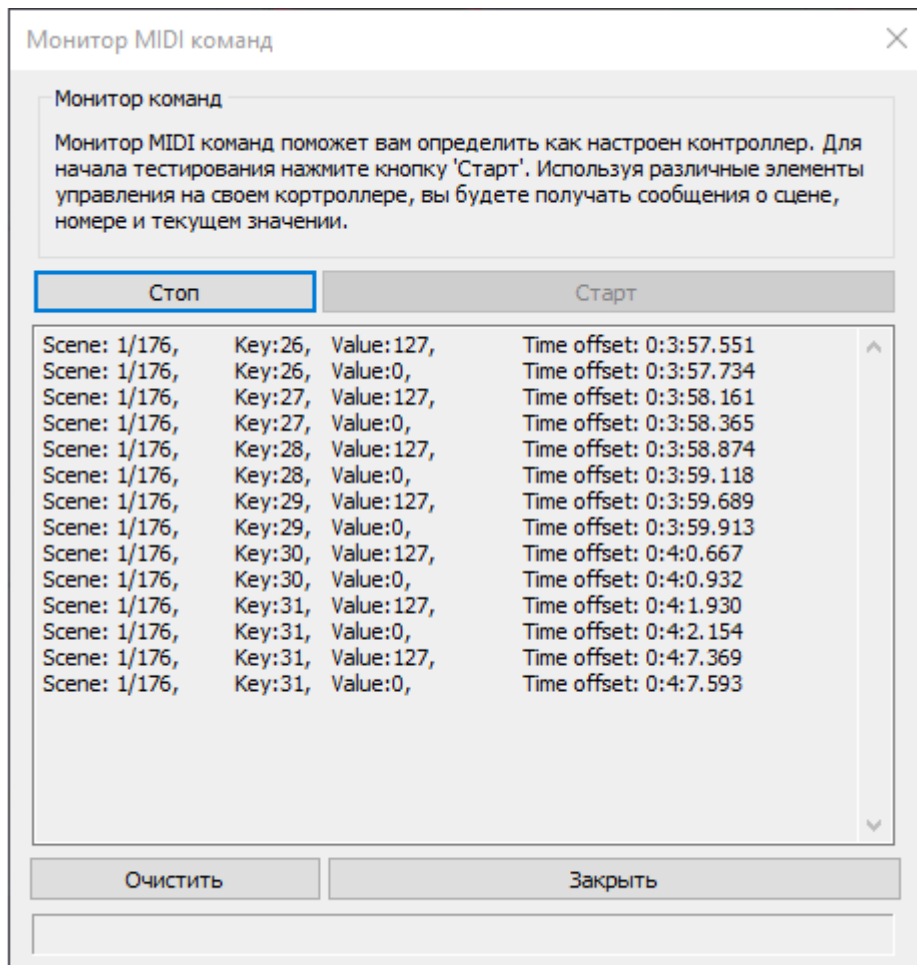 Монитор MIDI команд
Монитор команд
Монитор MIDI команд поможет вам определить как настроен контроллер. Для
начала тестирования нажмите кнопку 'Старт'. Используя различные элементы
управления на своем кортроллере, вы будете получать сообщения о сцене,
номере и текущем значении.
Стоп Старт
Scene: 1/176, Key:26, Value:127, Time offset: 0:3:57.551
Scene: 1/176, Key:26, Value:0, Time offset: 0:3:57.734
Scene: 1/176, Key:27, Value:127, Time offset: 0:3:58.161
Scene: 1/176, Key:27, Value:0, Time offset: 0:3:58.365
Scene: 1/176, Key:28, Value:127, Time offset: 0:3:58.874
Scene: 1/176, Key:28, Value:0, Time offset: 0:3:59.118
Scene: 1/176, Key:29, Value:127, Time offset: 0:3:59.689
Scene: 1/176, Key:29, Value:0, Time offset: 0:3:59.913
Scene: 1/176, Key:30, Value:127, Time offset: 0:4:0.667
Scene: 1/176, Key:30, Value:0, Time offset: 0:4:0.932
Scene: 1/176, Key:31, Value:127, Time offset: 0:4:1.930
Scene: 1/176, Key:31, Value:0, Time offset: 0:4:2.154
Scene: 1/176, Key:31, Value:127, Time offset: 0:4:7.369
Scene: 1/176, Key:31, Value:0, Time offset: 0:4:7.593
Очистить Закрыть